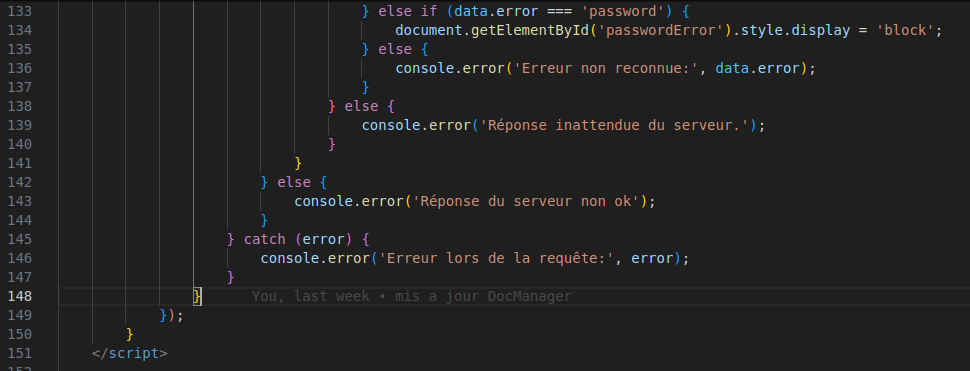 133 } else if (data.error === 'password') {
134 document.getElementById('passwordError').style.display = 'block';
135 } else {
136 console.error('Erreur non reconnue:', data.error);
137 }
138 } else {
139 console.error('Réponse inattendue du serveur.');
140 }
141 }
142 } else {
143 console.error('Réponse du serveur non ok');
144 }
145 } catch (error) {
146 console.error('Erreur lors de la requête:', error);
147 }
148 } You, last week • mis a jour DocManager
149 });
150 }
151 </script>
152